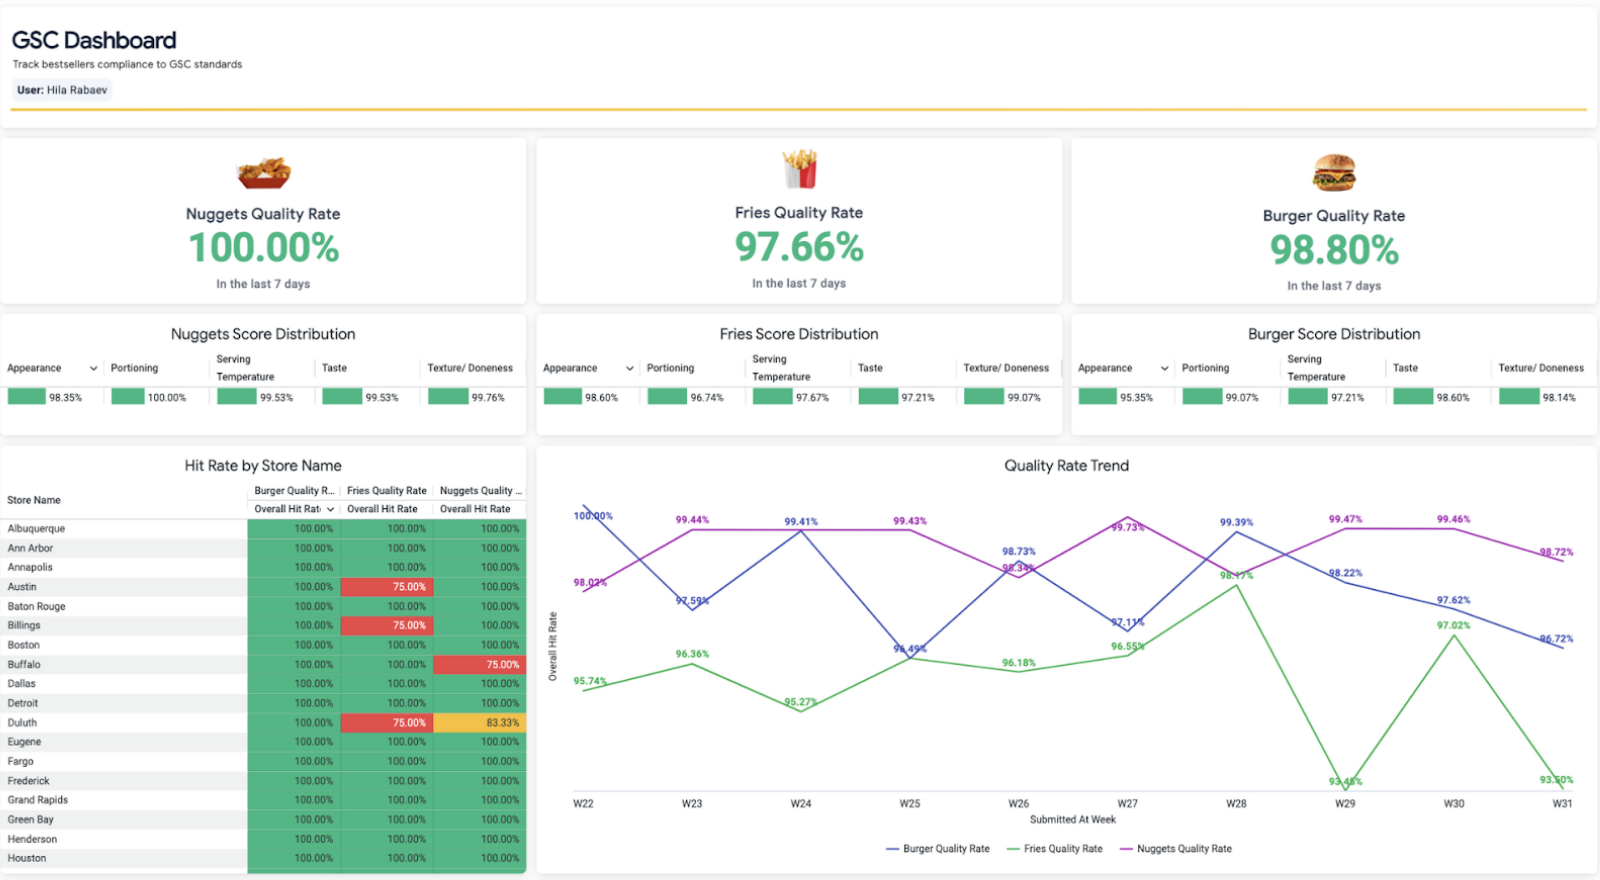 GSC Dashboard
Track bestsellers compliance to GSC standards
User: Hila Rabaev
Nuggets Quality Rate
100.00%
In the last 7 days
Fries Quality Rate
97.66%
In the last 7 days
Burger Quality Rate
98.80%
In the last 7 days
Nuggets Score Distribution
Appearance Portioning Serving Temperature Taste Texture/ Doneness
98.35% 100.00% 99.53% 99.53% 99.76%
Fries Score Distribution
Appearance Portioning Serving Temperature Taste Texture/ Doneness
98.60% 96.74% 97.67% 97.21% 99.07%
Burger Score Distribution
Appearance Portioning Serving Temperature Taste Texture/ Doneness
95.35% 99.07% 97.21% 98.60% 98.14%
Hit Rate by Store Name
Store Name
Burger Quality R... Fries Quality Rate Nuggets Quality ...
Overall Hit Rate Overall Hit Rate Overall Hit Rate
Albuquerque 100.00% 100.00% 100.00%
Ann Arbor 100.00% 100.00% 100.00%
Annapolis 100.00% 100.00% 100.00%
Austin 100.00% 75.00% 100.00%
Baton Rouge 100.00% 100.00% 100.00%
Billings 100.00% 75.00% 100.00%
Boston 100.00% 100.00% 100.00%
Buffalo 100.00% 100.00% 75.00%
Dallas 100.00% 100.00% 100.00%
Detroit 100.00% 100.00% 100.00%
Duluth 100.00% 75.00% 83.33%
Eugene 100.00% 100.00% 100.00%
Fargo 100.00% 100.00% 100.00%
Frederick 100.00% 100.00% 100.00%
Grand Rapids 100.00% 100.00% 100.00%
Green Bay 100.00% 100.00% 100.00%
Henderson 100.00% 100.00% 100.00%
Houston 100.00% 100.00% 100.00%
Quality Rate Trend
Overall Hit Rate
100.00% 97.59% 99.41% 96.49% 98.73% 97.11% 99.39% 98.22% 97.62% 96.72%
98.02% 99.44% 99.43% 98.34% 99.73% 99.47% 99.46% 98.72%
95.74% 96.36% 95.27% 96.18% 96.55% 98.17% 93.45% 97.02% 93.50%
W22 W23 W24 W25 W26 W27 W28 W29 W30 W31
Submitted At Week
Burger Quality Rate Fries Quality Rate Nuggets Quality Rate